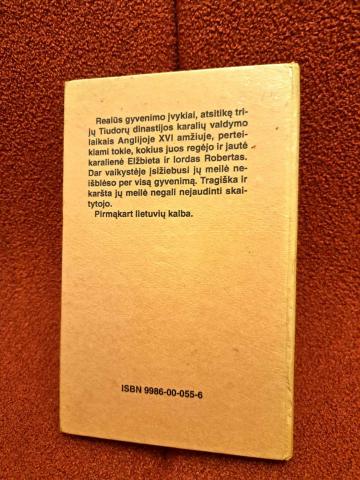 Realūs gyvenimo įvykiai, atsitikę tri-
jų Tiudorų dinastijos karalių valdymo
laikais Anglijoje XVI amžiuje, pertei-
kiami tokie, kokius juos regėjo ir jautė
karalienė Elžbieta ir lordas Robertas.
Dar vaikystėje įsižiebusi jų meilė ne-
išblėso per visą gyvenimą. Tragiška ir
karšta jų meilė negali nejaudinti skai-
tytojo.
Pirmąkart lietuvių kalba.
ISBN 9986-00-055-6